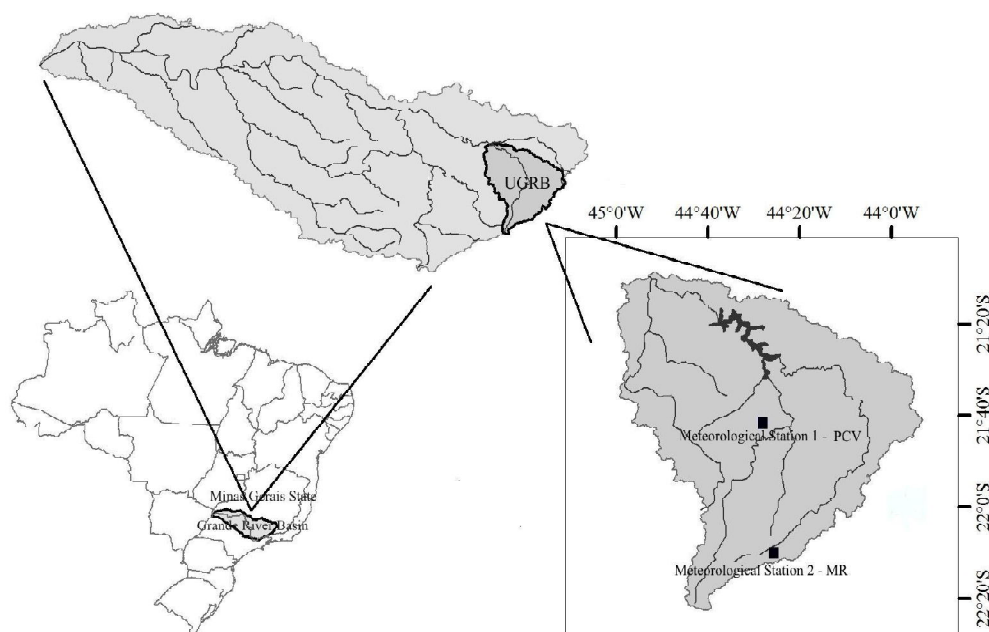 UGRB
45°0'W 44°40'W 44°20'W 44°0'W
21°20'S
21°40'S
22°0'S
22°20'S
Meteorological Station 1 - PCV
Meteorological Station 2 - MR
Minas Gerais State
Grande River Basin